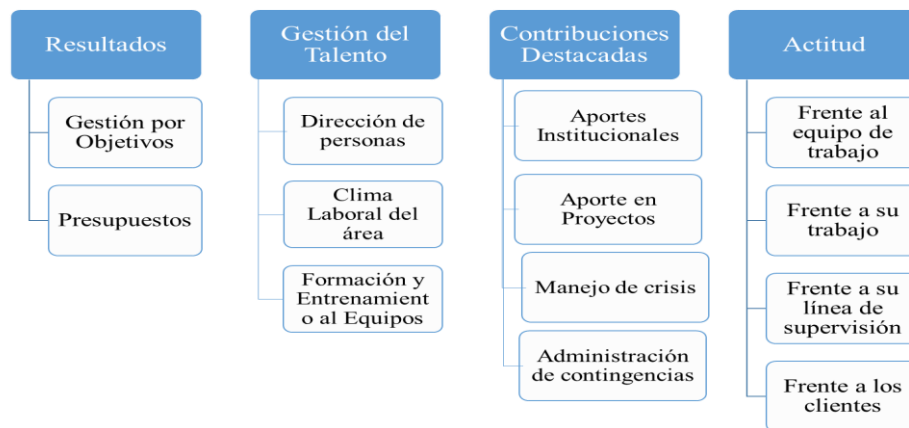 Resultados
Gestión por
Objetivos
Presupuestos
Gestión del
Talento
Dirección de
personas
Clima
Laboral del
área
Formación y
Entrenamient
o al Equipos
Contribuciones
Destacadas
Aportes
Institucionales
Aporte en
Proyectos
Manejo de crisis
Administración
de contingencias
Actitud
Frente al
equipo de
trabajo
Frente a su
trabajo
Frente a su
línea de
supervisión
Frente a los
clientes